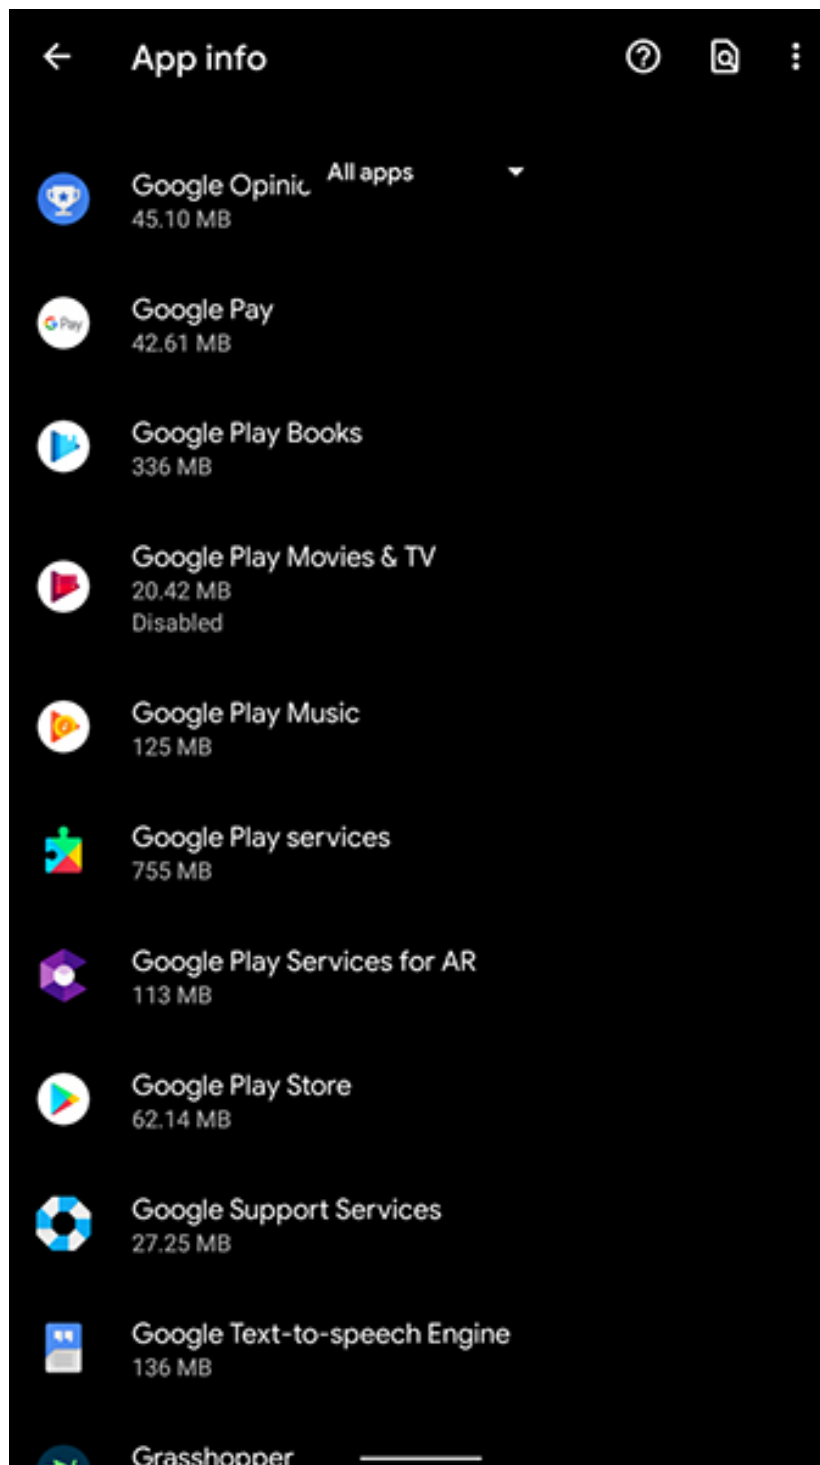 App info
All apps
Google
45.10 MB
G Pay
Google Pay
42.61 MB
Google Play Books
336 MB
Google Play Movies & TV
20.42 MB
Disabled
Google Play Music
125 MB
Google Play services
755 MB
Google Play Services for AR
113 MB
Google Play Store
62.14 MB
Google Support Services
27.25 MB
Google Text-to-speech Engine
136 MB
Grasshopper